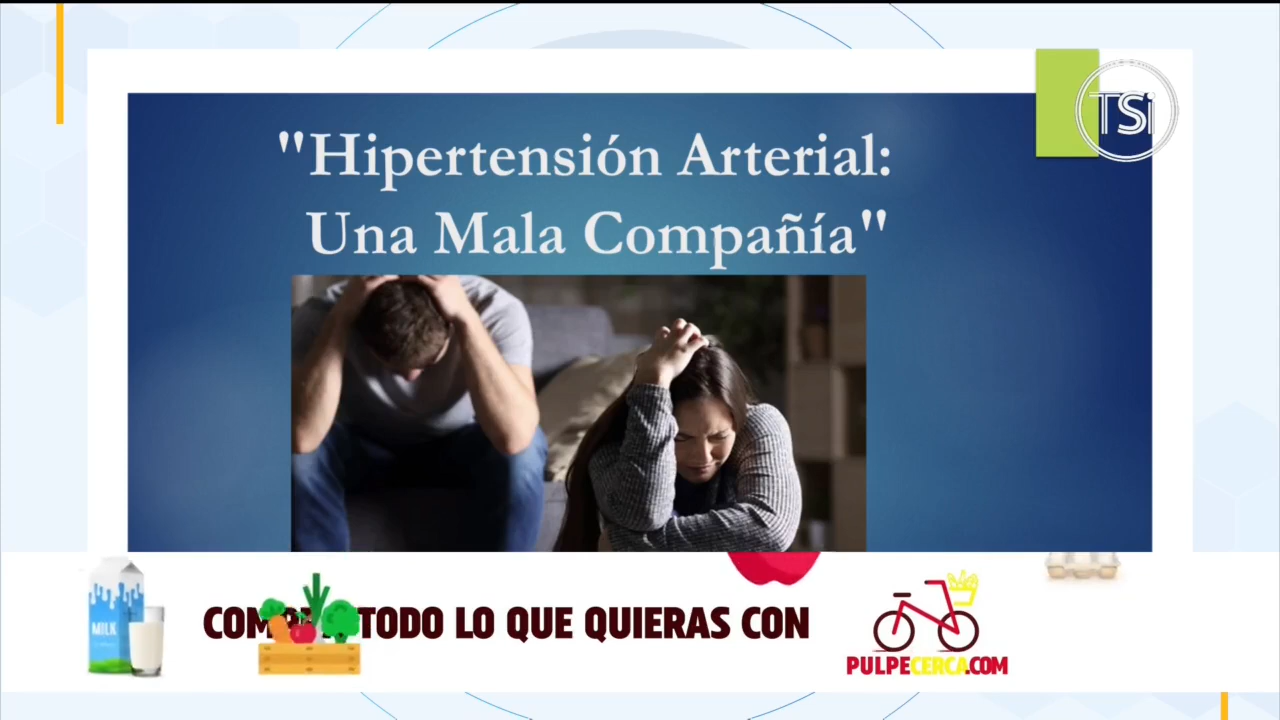 "Hipertensión Arterial:
Una Mala Compañía"
TSi
MILK
TODO LO QUE QUIERAS CON
PULPECERCA.COM